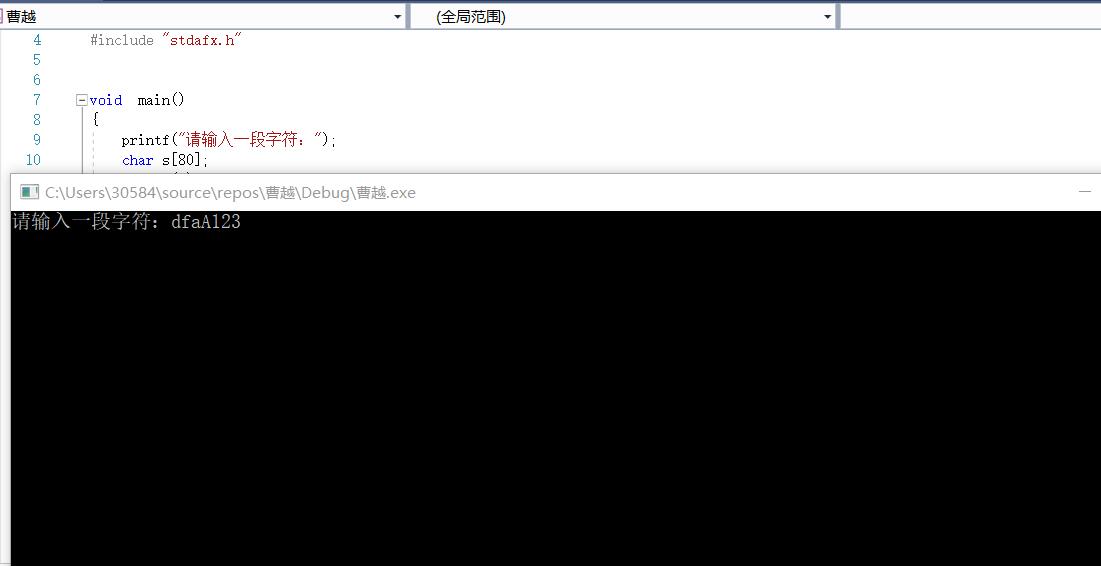 曹越
(全局范围)
4 #include "stdafx.h"
5
6
7 void main()
8 {
9 printf("请输入一段字符：");
10 char s[80];
C:\Users\30584\source\repos\曹越\Debug\曹越.exe
请输入一段字符：dfaA123